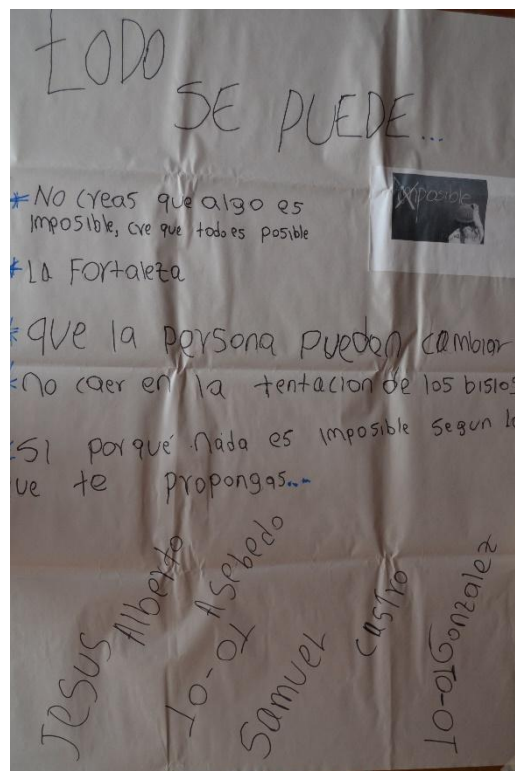 tODO
SE PUEDE...
* No creas que algo es
Imposible, cre que todo es posible
Imposible
* LA Fortaleza
* que la persona pueden cambiar
* no caer en la tentacion de los bisios
* SI porqué nada es imposible segun lo
ue te propongas...
Jesus Alberto
10-01 Asebedo
Samuel Castro
10-01 Gonzalez